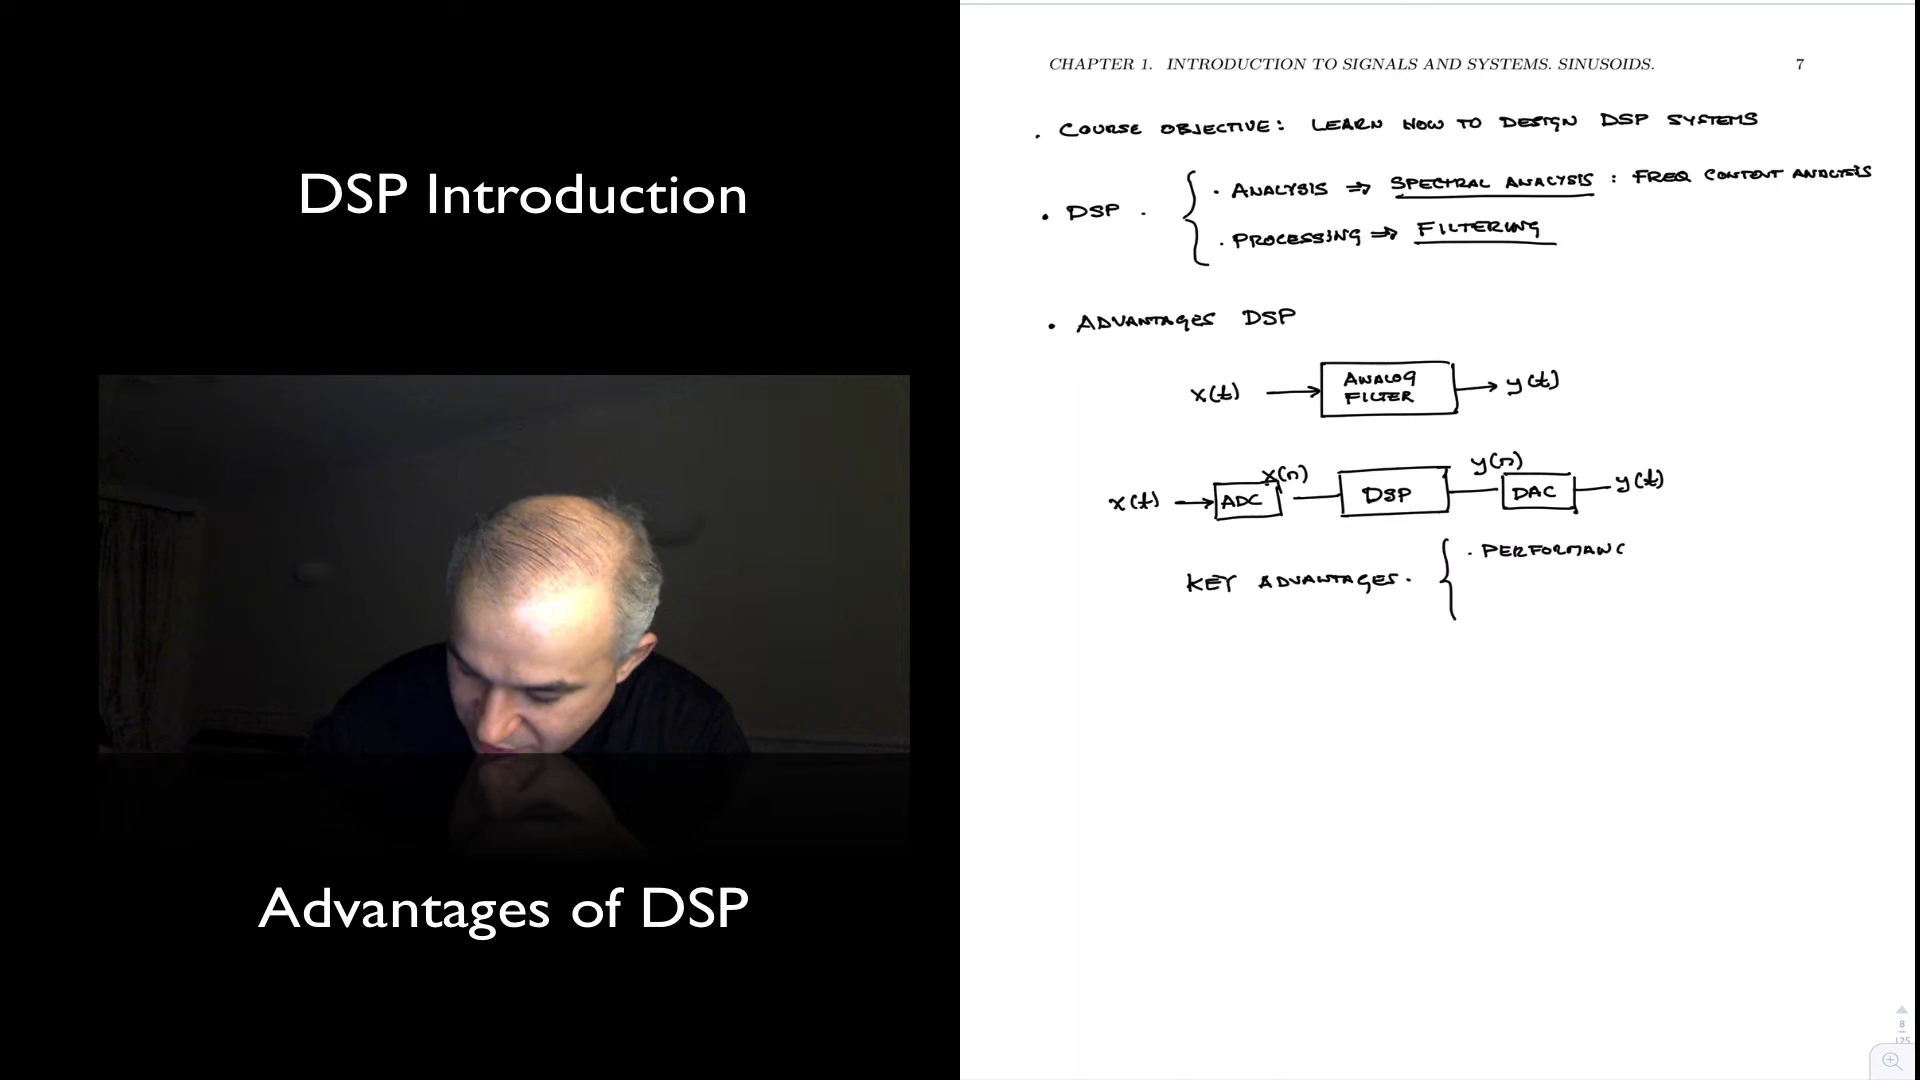 DSP Introduction
Advantages of DSP
CHAPTER 1. INTRODUCTION TO SIGNALS AND SYSTEMS. SINUSOIDS. 7
• COURSE OBJECTIVE: LEARN HOW TO DESIGN DSP SYSTEMS
• DSP
• ANALYSIS ⇒ SPECTRAL ANALYSIS : FREQ CONTENT ANALYSIS
• PROCESSING ⇒ FILTERING
• ADVANTAGES DSP
x(t) → ANALOG FILTER → y(t)
x(t) → ADC x(n) DSP y(n) DAC y(t)
KEY ADVANTAGES.
• PERFORMANC
8
125